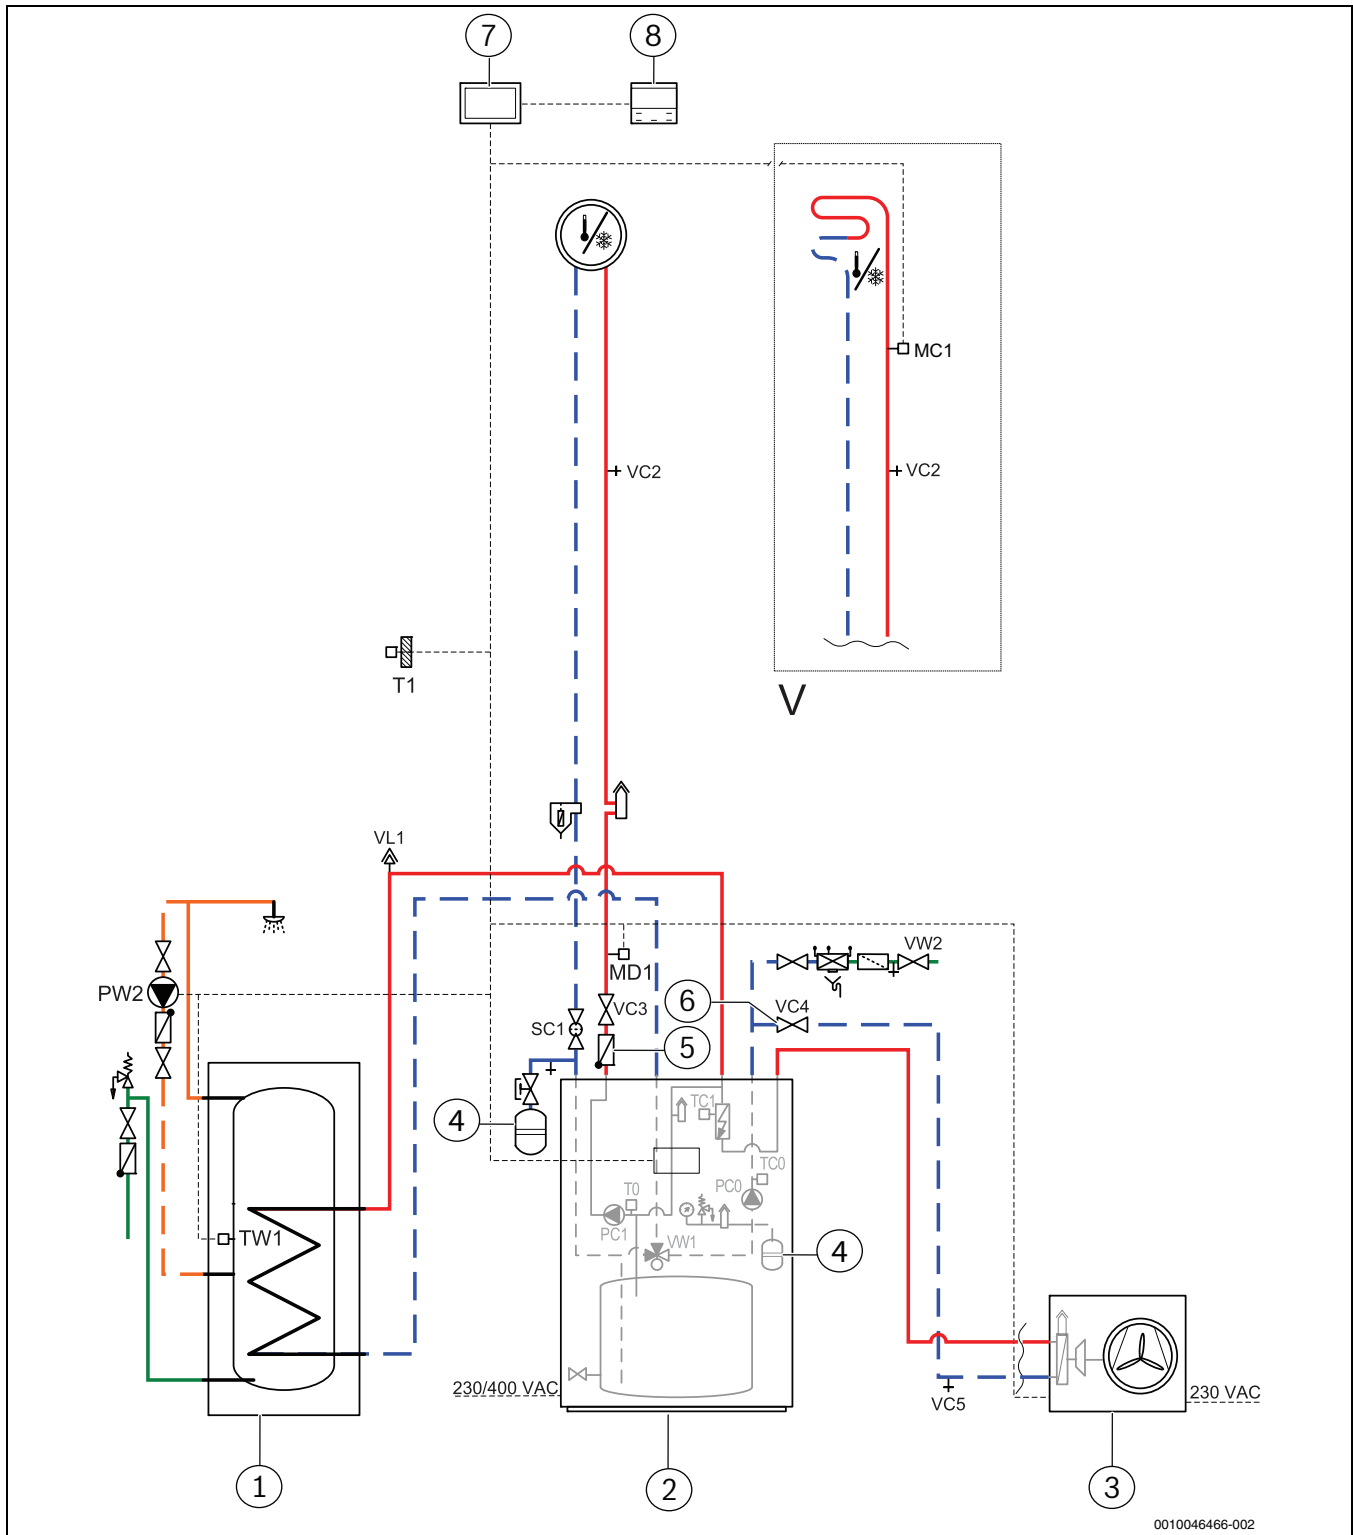 7
8
MC1
VC2
VC2
T1
V
VL1
VW2
MD1
PW2
6
VC4
VC3
SC1
5
4
TC1
TC0
T0
PC0
PC1
VW1
4
TW1
230/400 VAC
230 VAC
VC5
1
2
3
0010046466-002